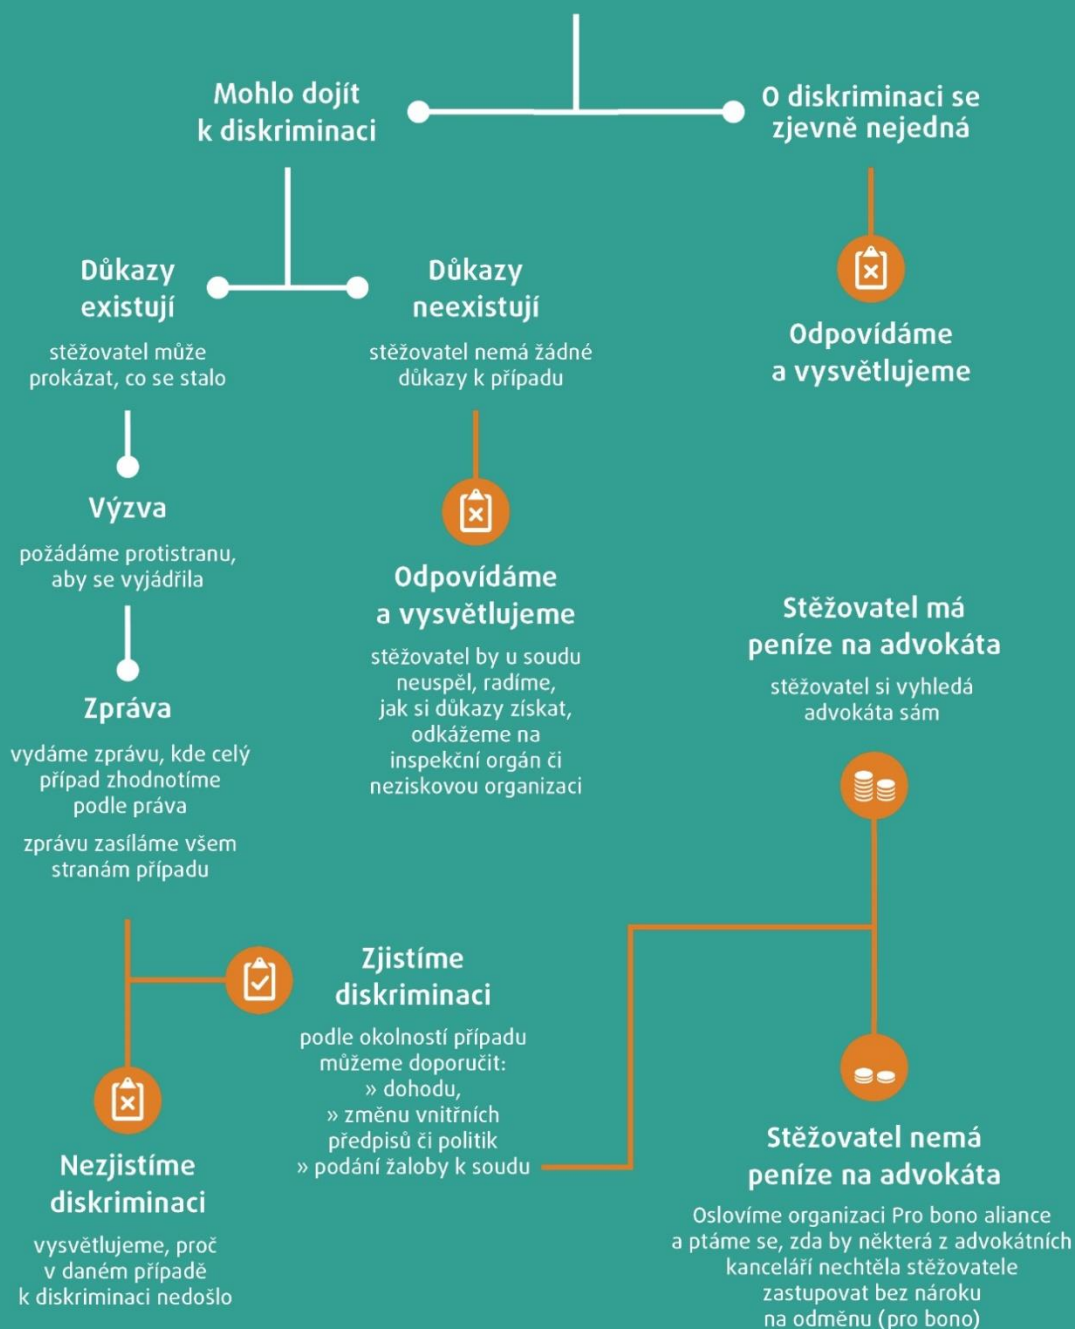 Mohlo dojít
k diskriminaci
O diskriminaci se
zjevně nejedná
Důkazy
existují
stěžovatel může
prokázat, co se stalo
Důkazy
neexistují
stěžovatel nemá žádné
důkazy k případu
Odpovídáme
a vysvětlujeme
Výzva
požádáme protistranu,
aby se vyjádřila
Odpovídáme
a vysvětlujeme
stěžovatel by u soudu
neuspěl, radíme,
jak si důkazy získat,
odkážeme na
inspekční orgán či
neziskovou organizaci
Zpráva
vydáme zprávu, kde celý
případ zhodnotíme
podle práva
zprávu zasíláme všem
stranám případu
Zjistíme
diskriminaci
podle okolností případu
můžeme doporučit:
» dohodu,
» změnu vnitřních
předpisů či politik
» podání žaloby k soudu
Nezjistíme
diskriminaci
vysvětlujeme, proč
v daném případě
k diskriminaci nedošlo
Stěžovatel má
peníze na advokáta
stěžovatel si vyhledá
advokáta sám
Stěžovatel nemá
peníze na advokáta
Oslovíme organizaci Pro bono aliance
a ptáme se, zda by některá z advokátních
kanceláří nechtěla stěžovatele
zastupovat bez nároku
na odměnu (pro bono)